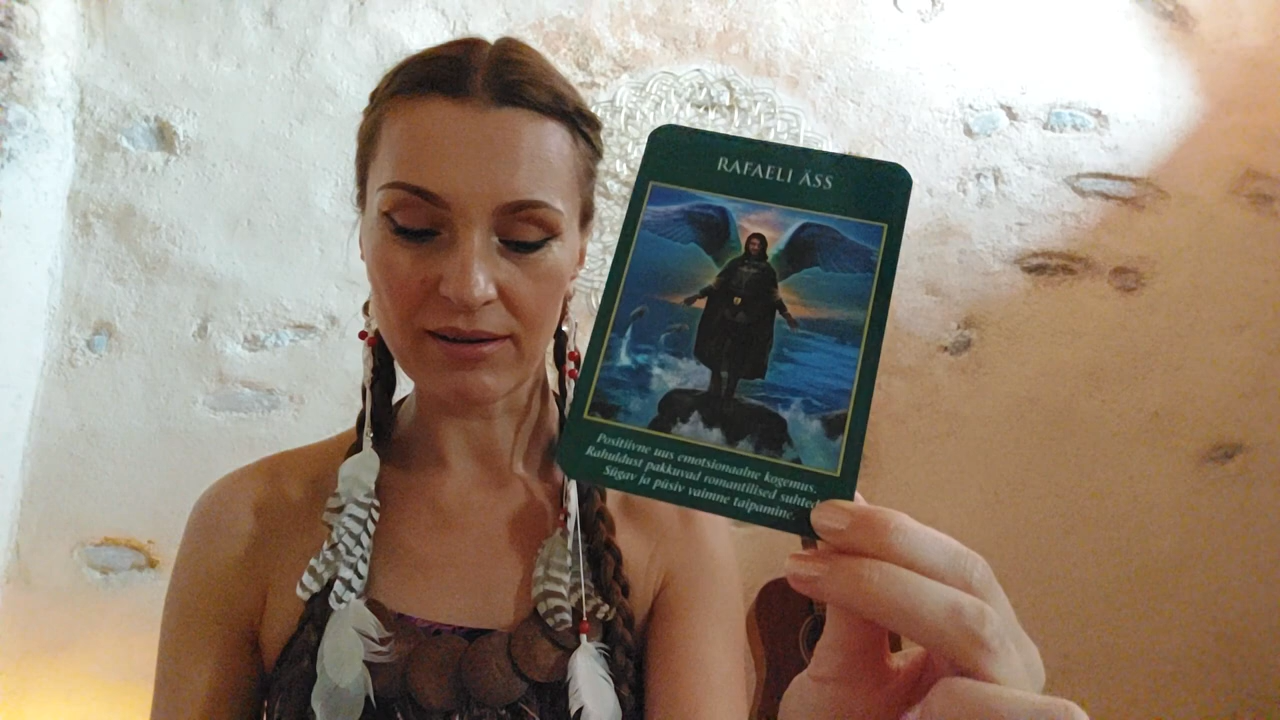 RAFAELI ÄSS
Positiivne uus emotsionaalne kogemus.
Rahuldust pakkuvad romantilised suhted
Sügav ja püsiv vaimne taipamine.